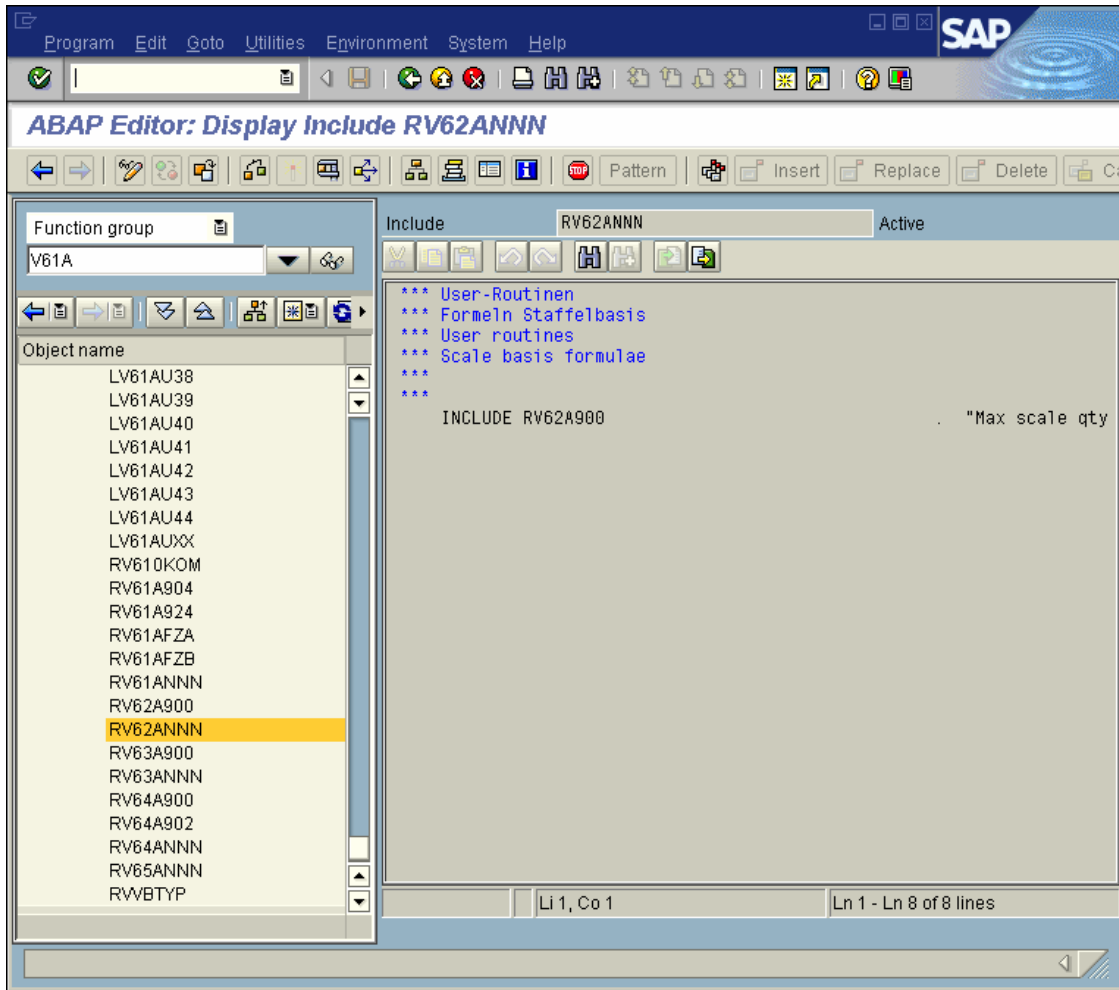 Program Edit Goto Utilities Environment System Help
SAP
ABAP Editor: Display Include RV62ANNN
STOP Pattern Insert Replace Delete
Function group
V61A
Object name
LV61AU38
LV61AU39
LV61AU40
LV61AU41
LV61AU42
LV61AU43
LV61AU44
LV61AUXX
RV610KOM
RV61A904
RV61A924
RV61AFZA
RV61AFZB
RV61ANNN
RV62A900
RV62ANNN
RV63A900
RV63ANNN
RV64A900
RV64A902
RV64ANNN
RV65ANNN
RVVBTYP
Include RV62ANNN Active
*** User-Routinen
*** Formeln Staffelbasis
*** User routines
*** Scale basis formulae
***
***
INCLUDE RV62A900 . "Max scale qty
Li 1, Co 1 Ln 1 - Ln 8 of 8 lines